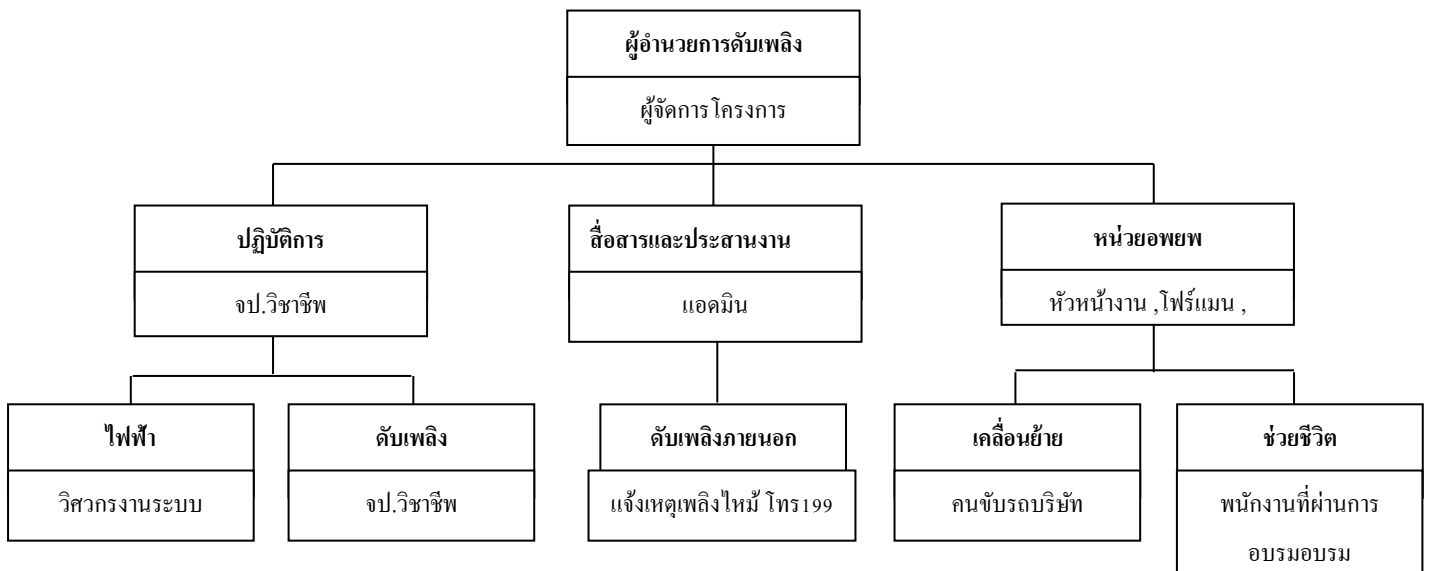 ผู้อำนวยการดับเพลิง
ผู้จัดการโครงการ
ปฏิบัติการ
จป.วิชาชีพ
สื่อสารและประสานงาน
แอดมิน
หน่วยอพยพ
หัวหน้างาน ,โฟร์แมน ,
ไฟฟ้า
วิศวกรงานระบบ
ดับเพลิง
จป.วิชาชีพ
ดับเพลิงภายนอก
แจ้งเหตุเพลิงไหม้ โทร199
เคลื่อนย้าย
คนขับรถบริษัท
ช่วยชีวิต
พนักงานที่ผ่านการ
อบรมอบรม